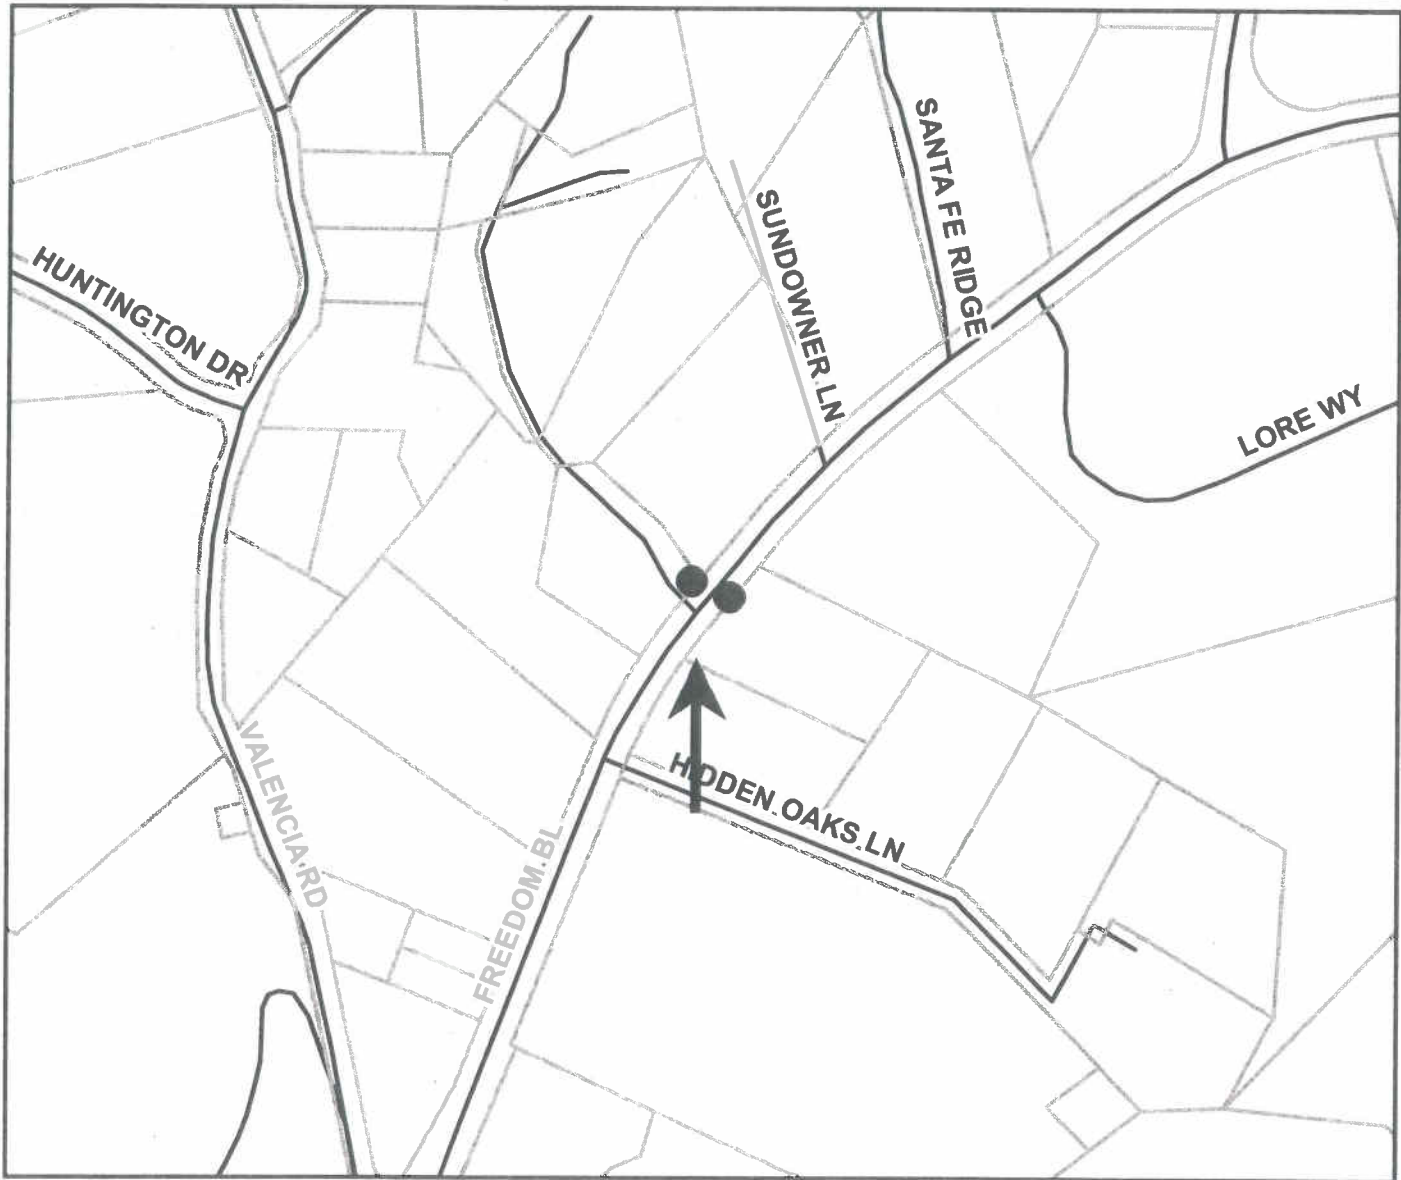 SANTA FE RIDGE
SUNDOWNER LN
HUNTINGTON DR
LORE WY
VALENCIA RD
HIDDEN OAKS LN
FREEDOM BL